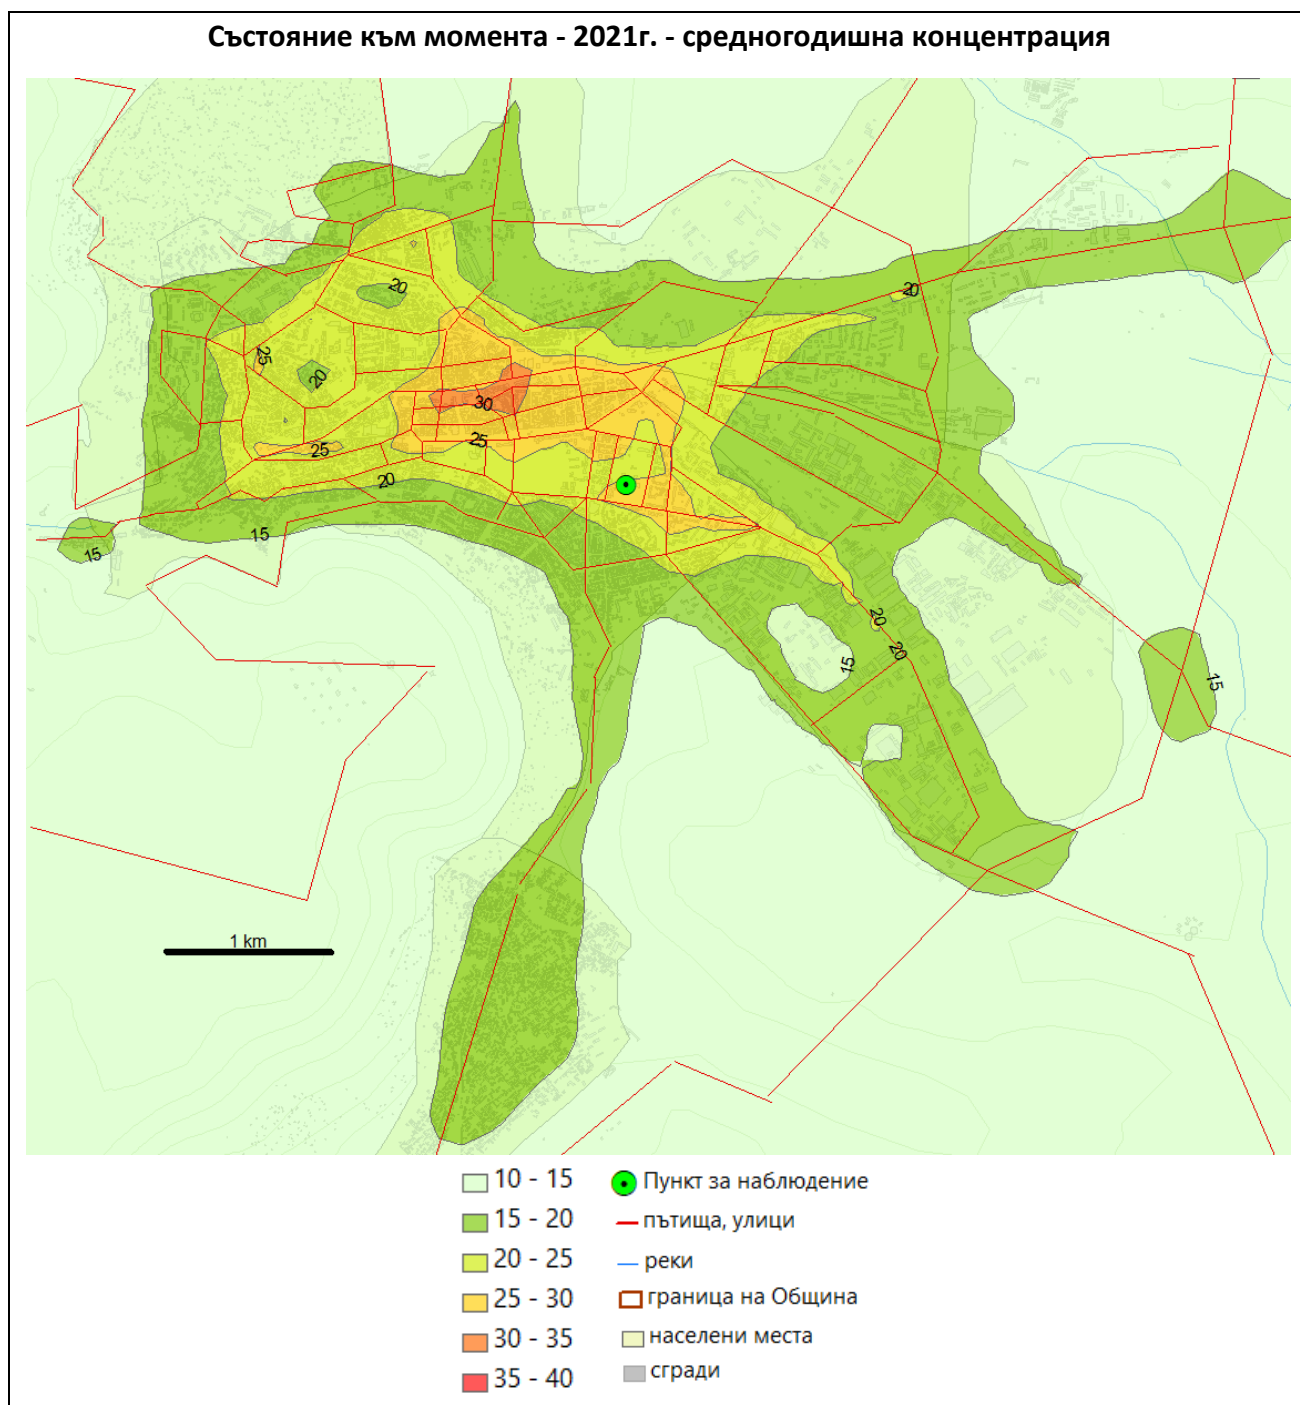 Състояние към момента - 2021г. - средногодишна концентрация
20
20
25
20
30
25
25
20
15
15
20
20
15
15
1 km
10 - 15
Пункт за наблюдение
15 - 20
пътища, улици
20 - 25
реки
25 - 30
граница на Община
30 - 35
населени места
35 - 40
сгради